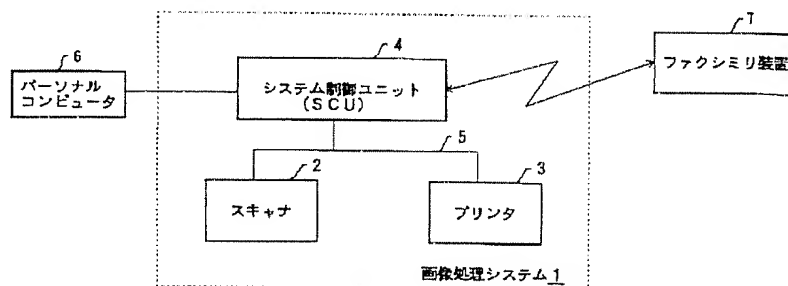 7
6
4
パーソナル
コンピュータ
システム制御ユニット
(SCU)
ファクシミリ装置
5
2
3
スキャナ
プリンタ
画像処理システム 1